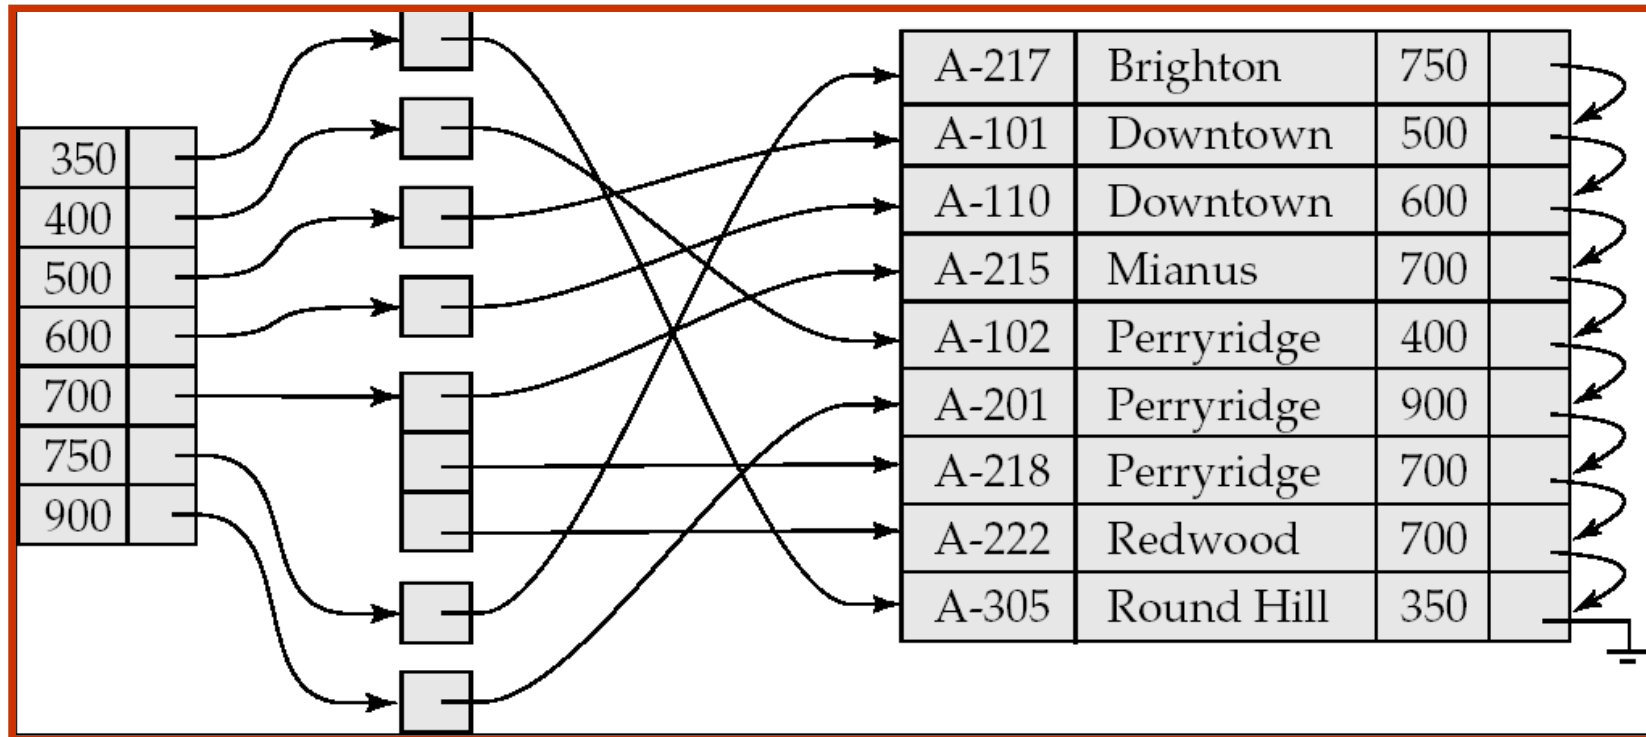 350
400
500
600
700
750
900
A-217 Brighton 750
A-101 Downtown 500
A-110 Downtown 600
A-215 Mianus 700
A-102 Perryridge 400
A-201 Perryridge 900
A-218 Perryridge 700
A-222 Redwood 700
A-305 Round Hill 350